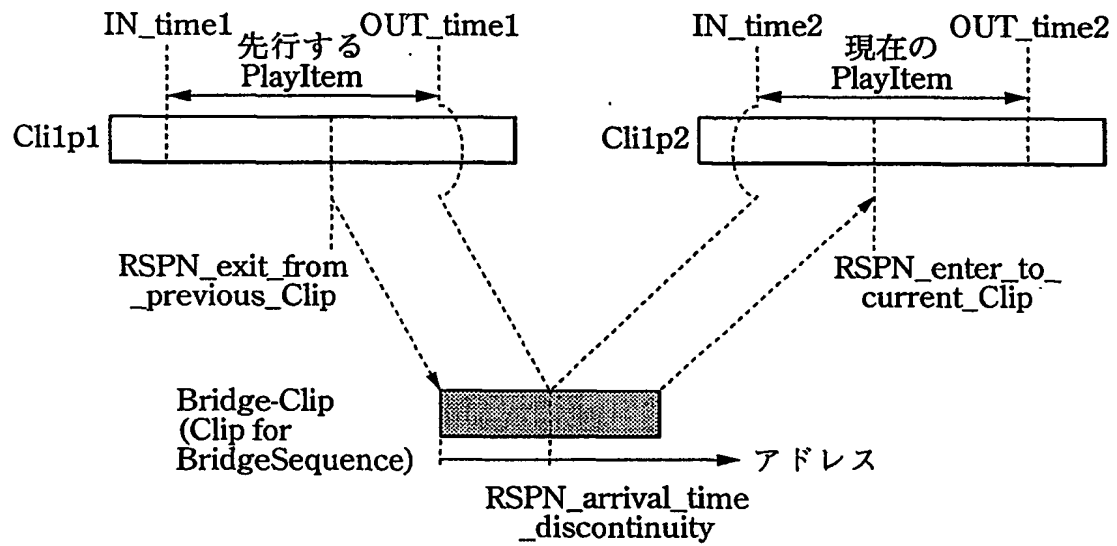 IN_time1
OUT_time1
先行する
PlayItem
IN_time2
OUT_time2
現在の
PlayItem
Cli1p1
Cli1p2
RSPN_exit_from
_previous_Clip
RSPN_enter_to_
current_Clip
Bridge-Clip
(Clip for
BridgeSequence)
アドレス
RSPN_arrival_time
_discontinuity